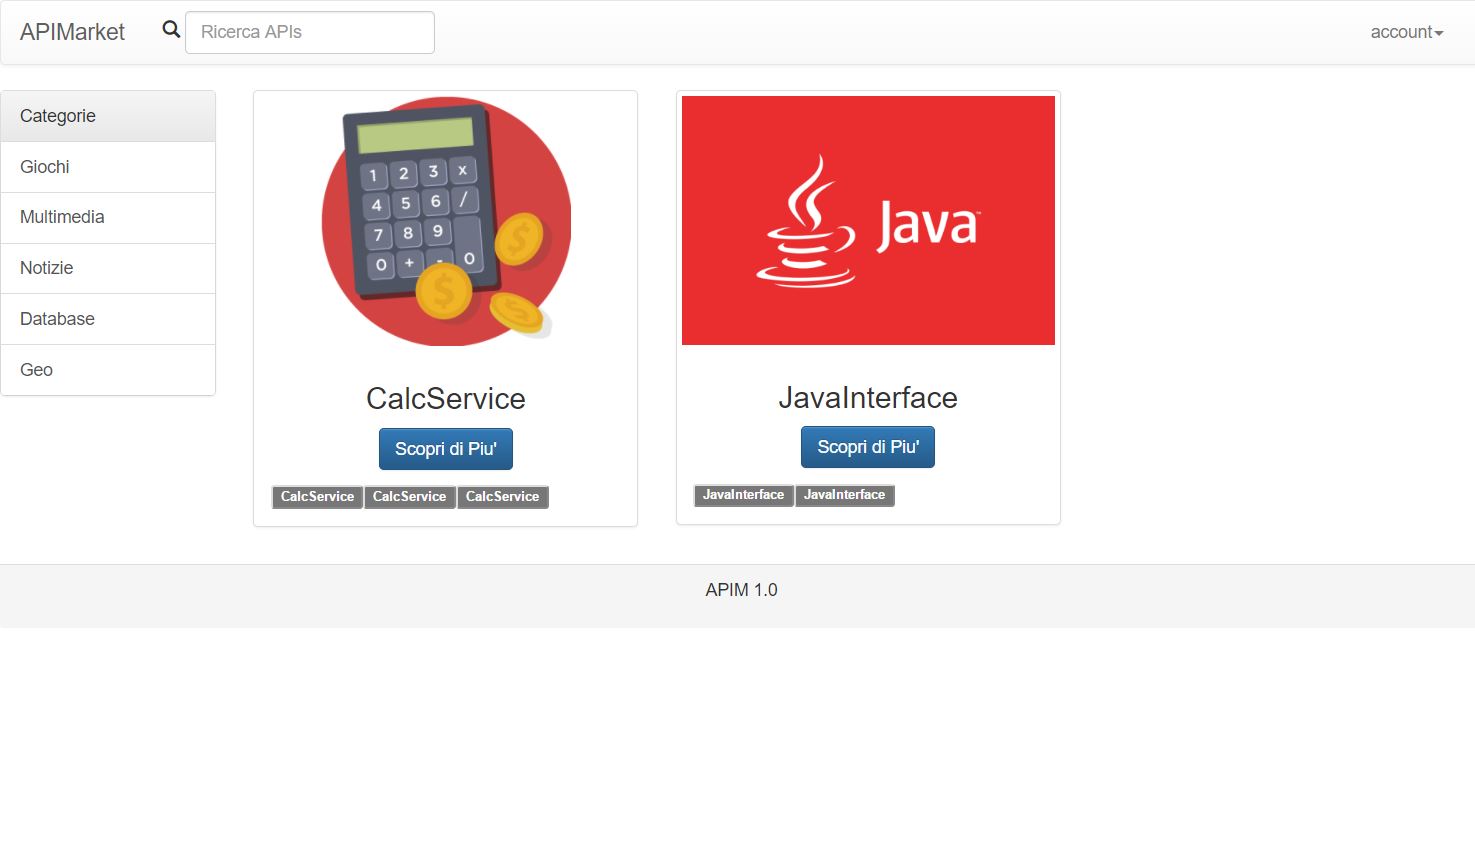 APIMarket
Ricerca APIs
account
Categorie
Giochi
Multimedia
Notizie
Database
Geo
1 2 3 x
4 5 6 /
7 8 9
0 + - 0
$
$
$
Java™
CalcService
Scopri di Piu'
CalcService CalcService CalcService
JavaInterface
Scopri di Piu'
JavaInterface JavaInterface
APIM 1.0